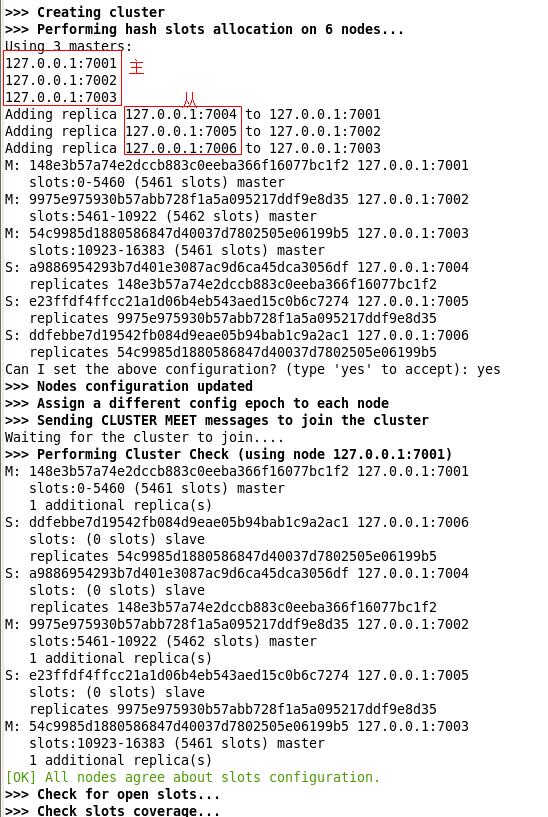 >>> Creating cluster
>>> Performing hash slots allocation on 6 nodes...
Using 3 masters:
127.0.0.1:7001 主
127.0.0.1:7002
127.0.0.1:7003
从
Adding replica 127.0.0.1:7004 to 127.0.0.1:7001
Adding replica 127.0.0.1:7005 to 127.0.0.1:7002
Adding replica 127.0.0.1:7006 to 127.0.0.1:7003
M: 148e3b57a74e2dccb883c0eeba366f16077bc1f2 127.0.0.1:7001
   slots:0-5460 (5461 slots) master
M: 9975e975930b57abb728f1a5a095217ddf9e8d35 127.0.0.1:7002
   slots:5461-10922 (5462 slots) master
M: 54c9985d1880586847d40037d7802505e06199b5 127.0.0.1:7003
   slots:10923-16383 (5461 slots) master
S: a9886954293b7d401e3087ac9d6ca45dca3056df 127.0.0.1:7004
   replicates 148e3b57a74e2dccb883c0eeba366f16077bc1f2
S: e23ffdf4ffcc21a1d06b4eb543aed15c0b6c7274 127.0.0.1:7005
   replicates 9975e975930b57abb728f1a5a095217ddf9e8d35
S: ddfebbe7d19542fb084d9eae05b94bab1c9a2ac1 127.0.0.1:7006
   replicates 54c9985d1880586847d40037d7802505e06199b5
Can I set the above configuration? (type 'yes' to accept): yes
>>> Nodes configuration updated
>>> Assign a different config epoch to each node
>>> Sending CLUSTER MEET messages to join the cluster
Waiting for the cluster to join....
>>> Performing Cluster Check (using node 127.0.0.1:7001)
M: 148e3b57a74e2dccb883c0eeba366f16077bc1f2 127.0.0.1:7001
   slots:0-5460 (5461 slots) master
   1 additional replica(s)
S: ddfebbe7d19542fb084d9eae05b94bab1c9a2ac1 127.0.0.1:7006
   slots: (0 slots) slave
   replicates 54c9985d1880586847d40037d7802505e06199b5
S: a9886954293b7d401e3087ac9d6ca45dca3056df 127.0.0.1:7004
   slots: (0 slots) slave
   replicates 148e3b57a74e2dccb883c0eeba366f16077bc1f2
M: 9975e975930b57abb728f1a5a095217ddf9e8d35 127.0.0.1:7002
   slots:5461-10922 (5462 slots) master
   1 additional replica(s)
S: e23ffdf4ffcc21a1d06b4eb543aed15c0b6c7274 127.0.0.1:7005
   slots: (0 slots) slave
   replicates 9975e975930b57abb728f1a5a095217ddf9e8d35
M: 54c9985d1880586847d40037d7802505e06199b5 127.0.0.1:7003
   slots:10923-16383 (5461 slots) master
   1 additional replica(s)
[OK] All nodes agree about slots configuration.
>>> Check for open slots...
>>> Check slots coverage...